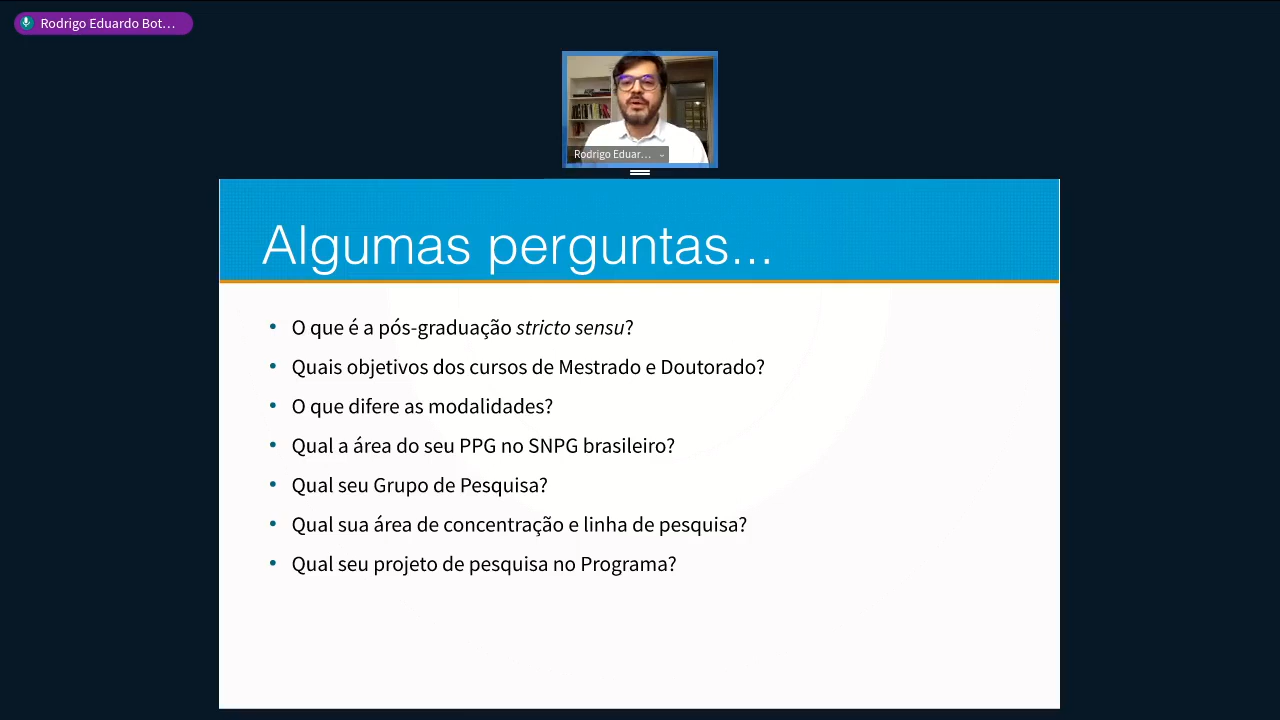 Rodrigo Eduardo Bot...
Rodrigo Eduar...
Algumas perguntas...
• O que é a pós-graduação stricto sensu?
• Quais objetivos dos cursos de Mestrado e Doutorado?
• O que difere as modalidades?
• Qual a área do seu PPG no SNPG brasileiro?
• Qual seu Grupo de Pesquisa?
• Qual sua área de concentração e linha de pesquisa?
• Qual seu projeto de pesquisa no Programa?